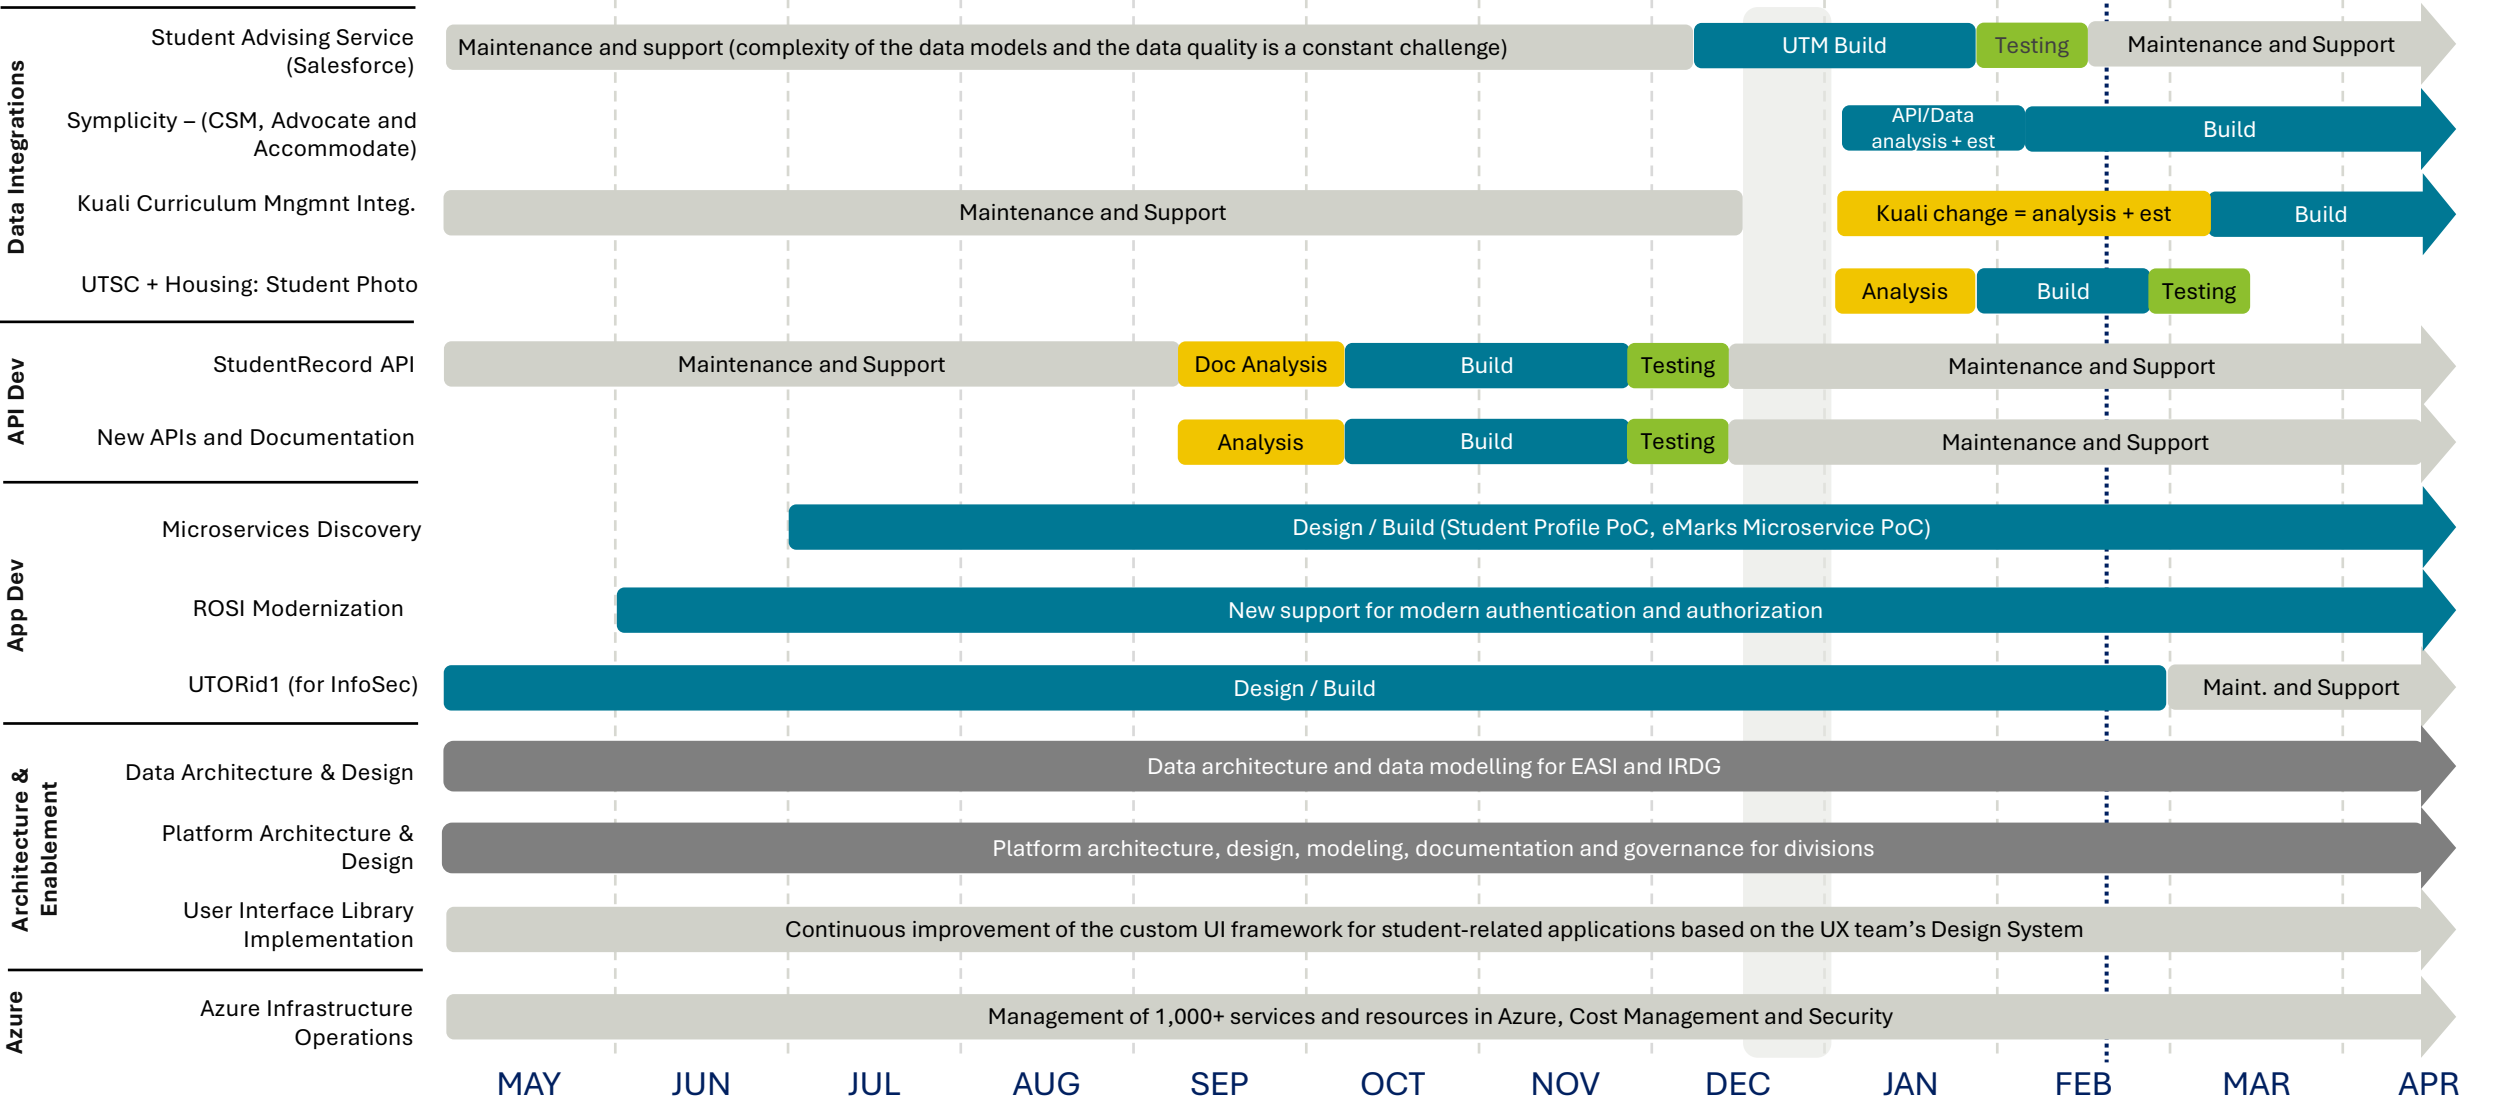 Data Integrations
Student Advising Service
(Salesforce)
Maintenance and support (complexity of the data models and the data quality is a constant challenge)
UTM Build
Testing
Maintenance and Support
Symplicity – (CSM, Advocate and
Accommodate)
API/Data
analysis + est
Build
Kuali Curriculum Mngmnt Integ.
Maintenance and Support
Kuali change = analysis + est
Build
UTSC + Housing: Student Photo
Analysis
Build
Testing
API Dev
StudentRecord API
Maintenance and Support
Doc Analysis
Build
Testing
Maintenance and Support
New APIs and Documentation
Analysis
Build
Testing
Maintenance and Support
App Dev
Microservices Discovery
Design / Build (Student Profile PoC, eMarks Microservice PoC)
ROSI Modernization
New support for modern authentication and authorization
UTORid1 (for InfoSec)
Design / Build
Maint. and Support
Architecture &
Enablement
Data Architecture & Design
Data architecture and data modelling for EASI and IRDG
Platform Architecture &
Design
Platform architecture, design, modeling, documentation and governance for divisions
User Interface Library
Implementation
Continuous improvement of the custom UI framework for student-related applications based on the UX team’s Design System
Azure
Azure Infrastructure
Operations
Management of 1,000+ services and resources in Azure, Cost Management and Security
MAY
JUN
JUL
AUG
SEP
OCT
NOV
DEC
JAN
FEB
MAR
APR